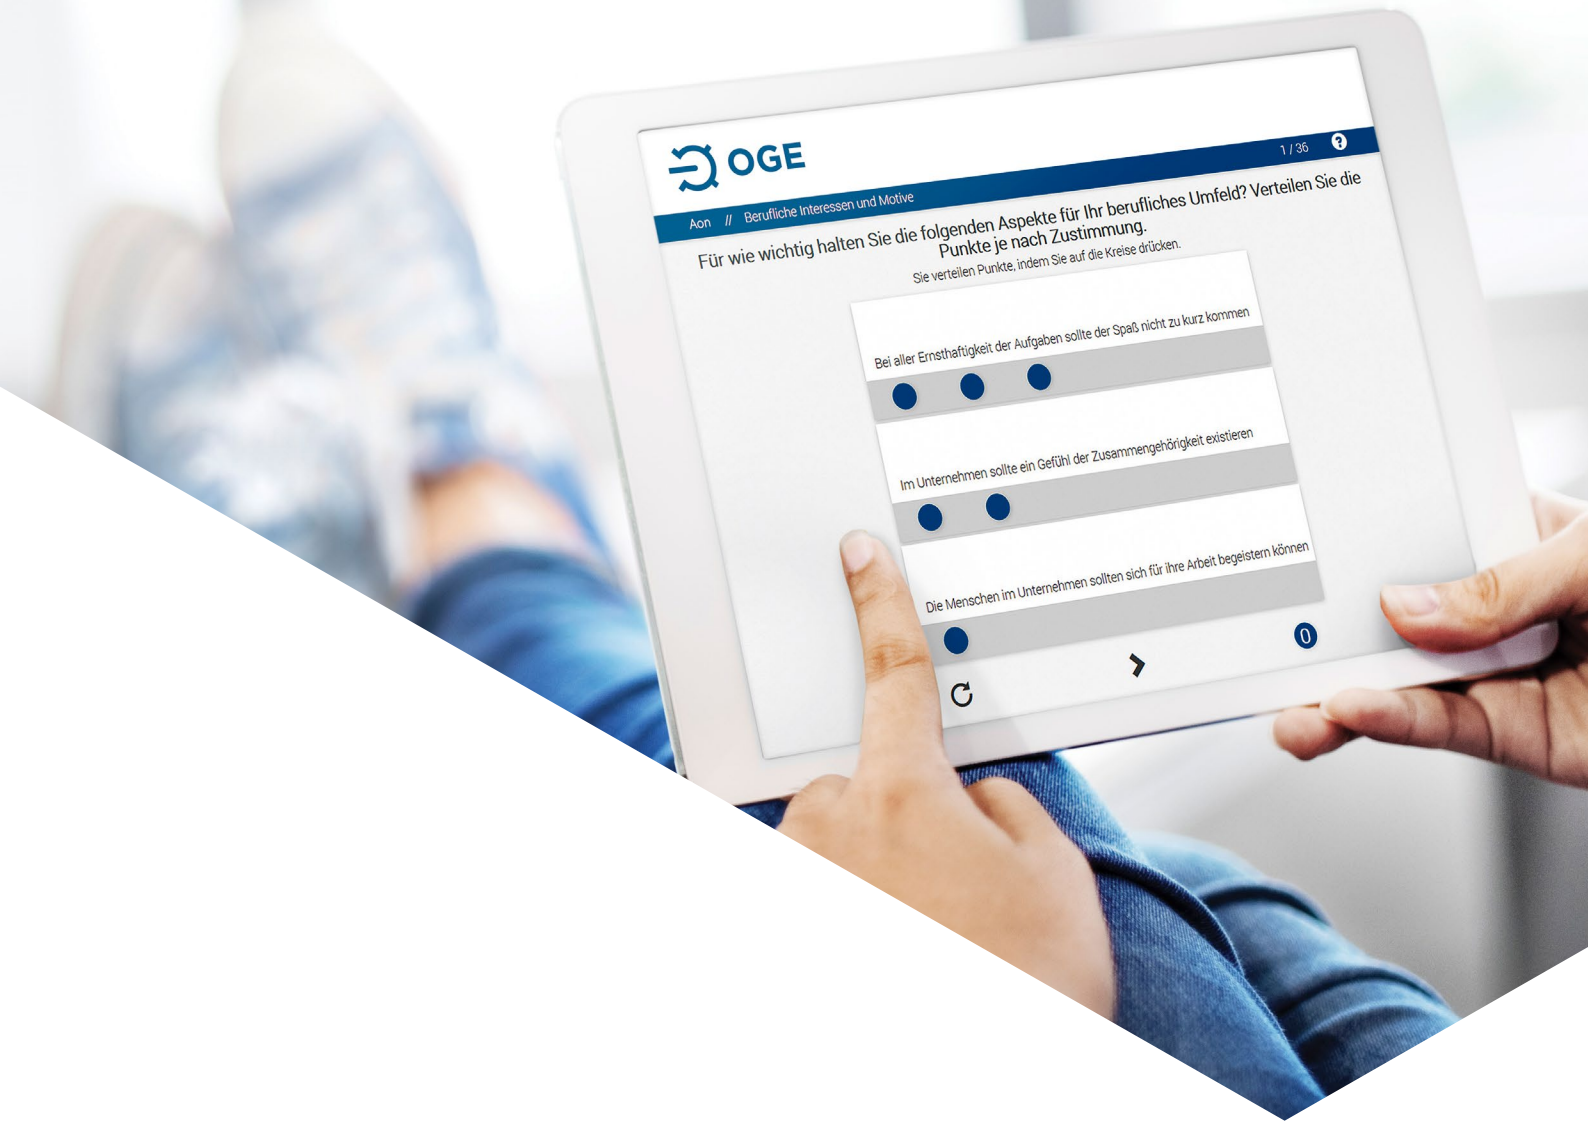 OGE
1 / 36 ?
Aon // Berufliche Interessen und Motive
Für wie wichtig halten Sie die folgenden Aspekte für Ihr berufliches Umfeld? Verteilen Sie die
Punkte je nach Zustimmung.
Sie verteilen Punkte, indem Sie auf die Kreise drücken.
Bei aller Ernsthaftigkeit der Aufgaben sollte der Spaß nicht zu kurz kommen
Im Unternehmen sollte ein Gefühl der Zusammengehörigkeit existieren
Die Menschen im Unternehmen sollten sich für ihre Arbeit begeistern können
0